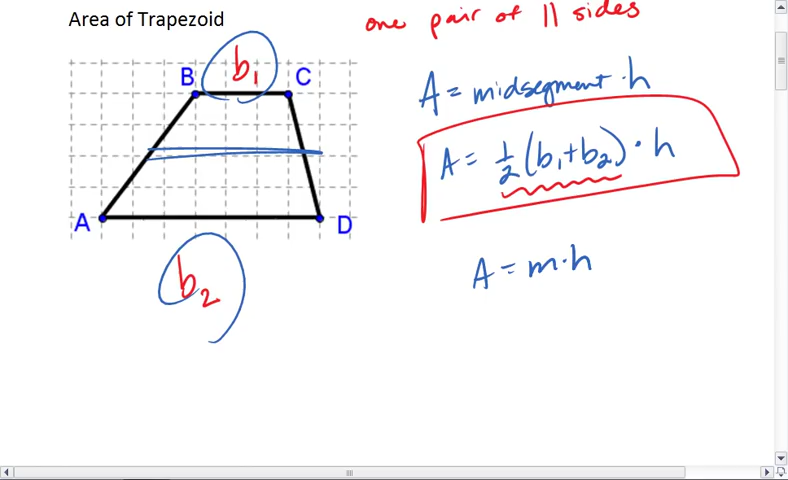 Area of Trapezoid
one pair of || sides
B
b₁
C
A = midsegment · h
A = ½ (b₁ + b₂) · h
A
D
b₂
A = m · h